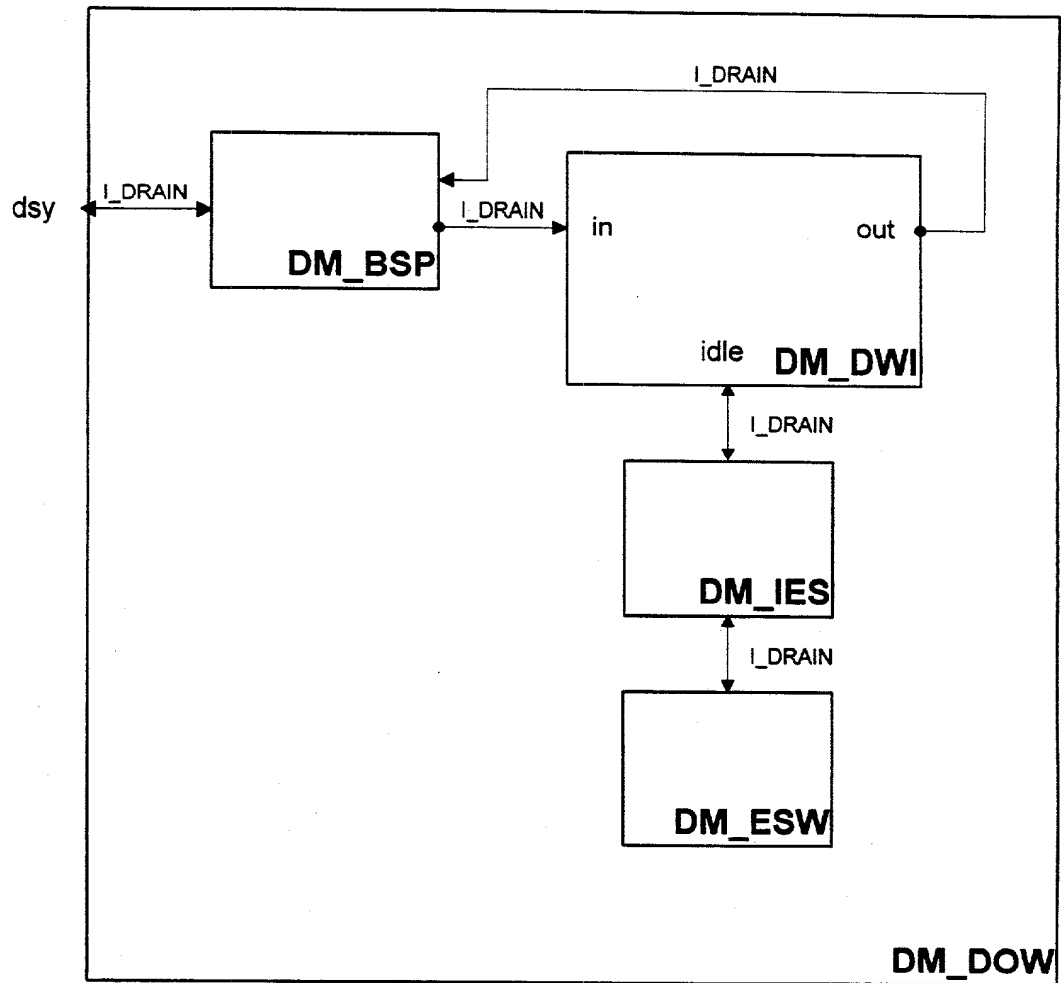 I_DRAIN
dsy
I_DRAIN
I_DRAIN
in
out
DM_BSP
idle
DM_DWI
I_DRAIN
DM_IES
I_DRAIN
DM_ESW
DM_DOW